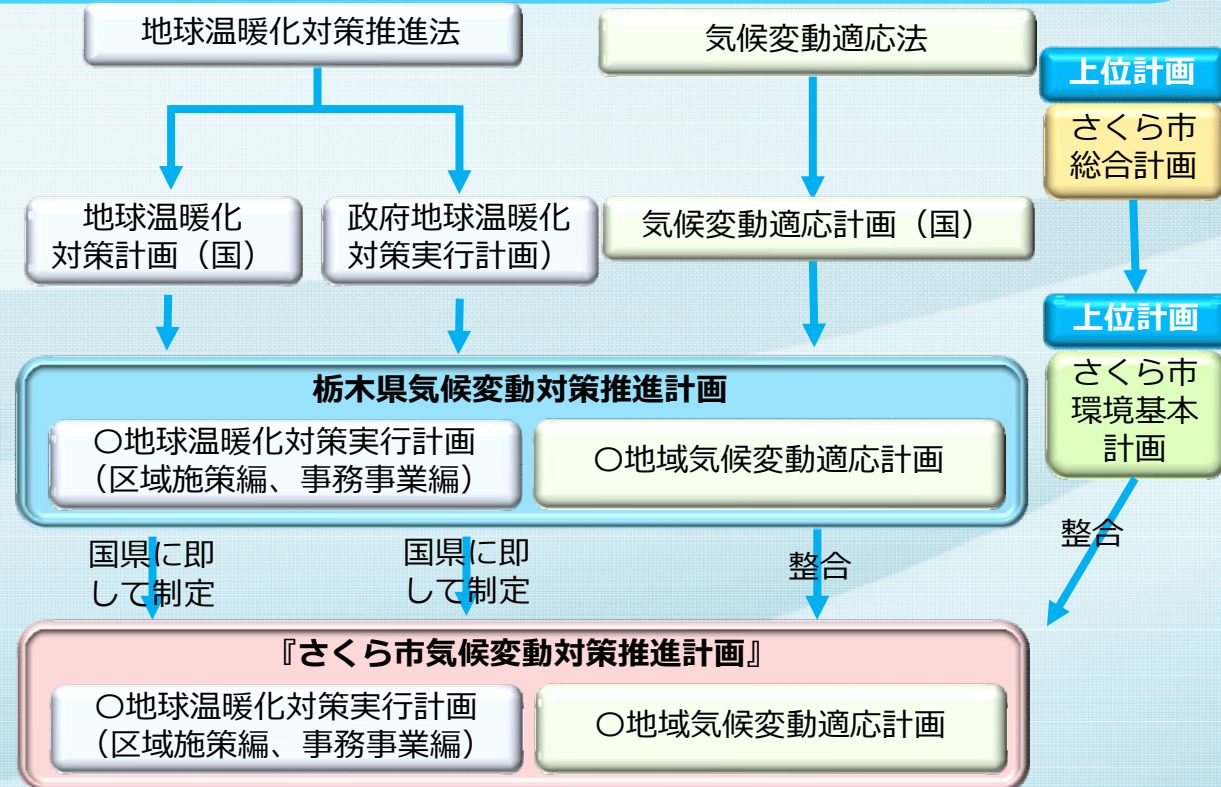 地球温暖化対策推進法
気候変動適応法
上位計画
さくら市
総合計画
地球温暖化
対策計画（国）
政府地球温暖化
対策実行計画）
気候変動適応計画（国）
上位計画
さくら市
環境基本
計画
栃木県気候変動対策推進計画
〇地球温暖化対策実行計画
（区域施策編、事務事業編）
〇地域気候変動適応計画
国県に即
して制定
国県に即
して制定
整合
整合
『さくら市気候変動対策推進計画』
〇地球温暖化対策実行計画
（区域施策編、事務事業編）
〇地域気候変動適応計画